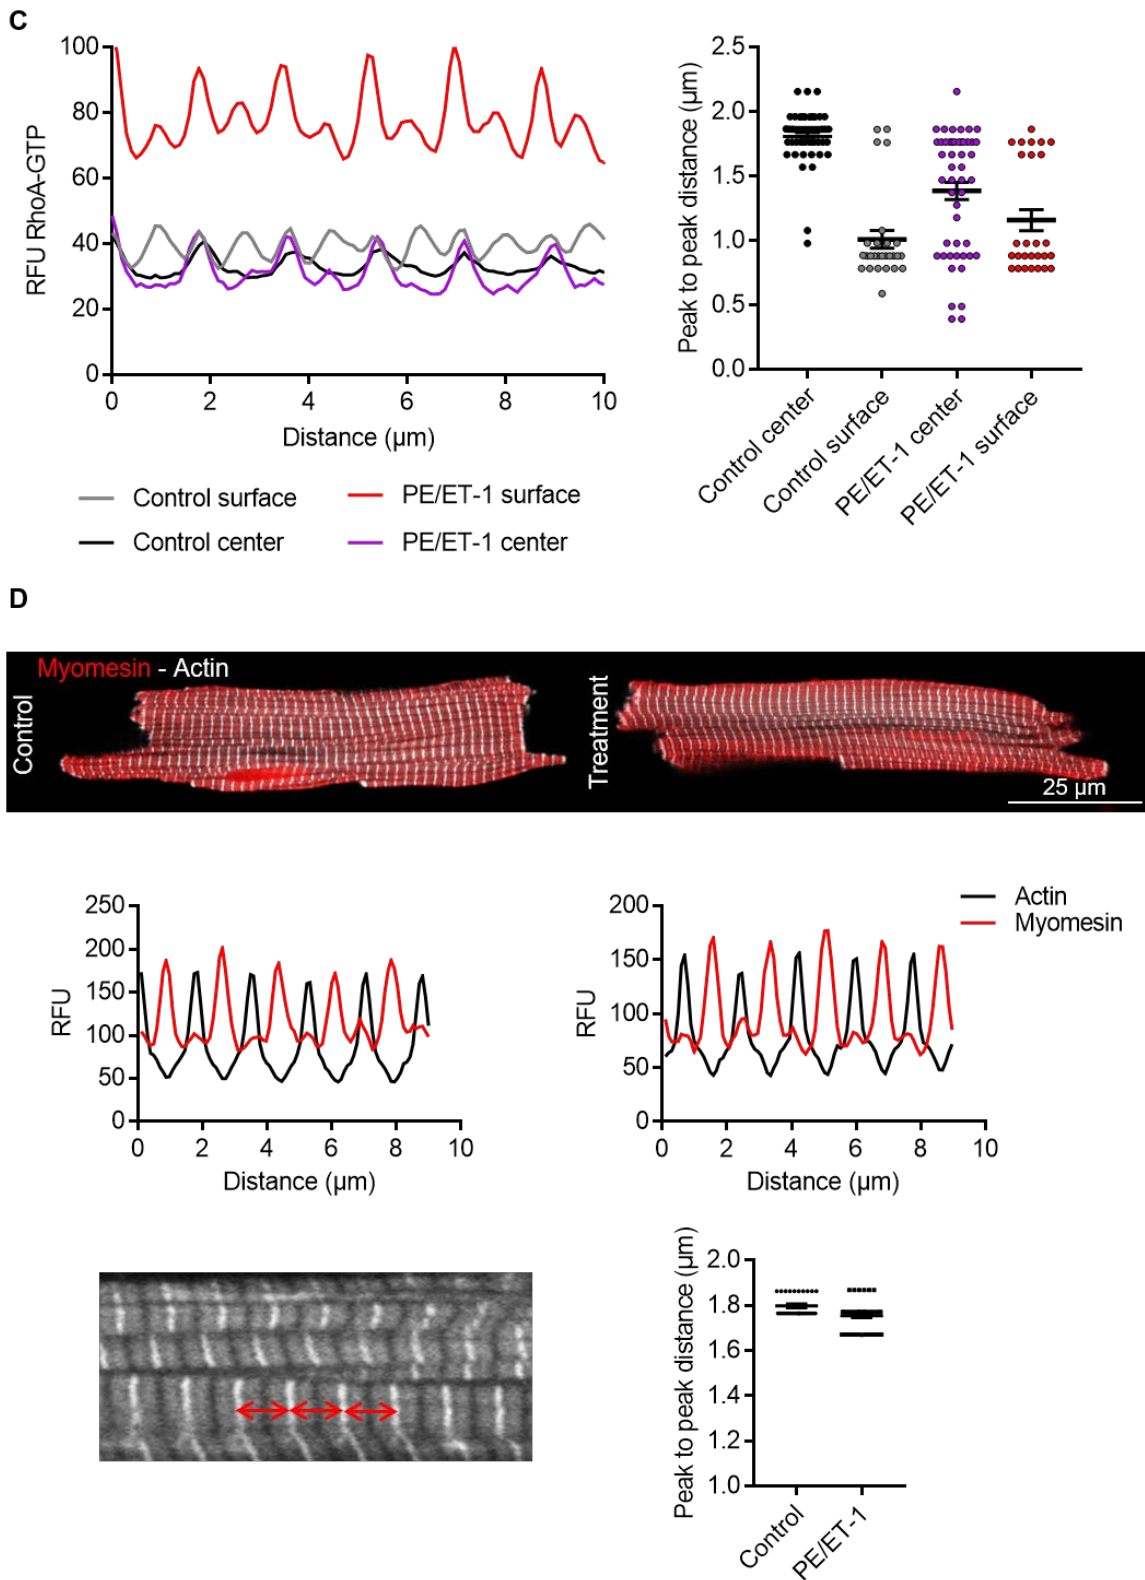 C
RFU RhoA-GTP
100
80
60
40
20
0
0 2 4 6 8 10
Distance (µm)
Control surface
PE/ET-1 surface
Control center
PE/ET-1 center
Peak to peak distance (µm)
2.5
2.0
1.5
1.0
0.5
0.0
Control center
Control surface
PE/ET-1 center
PE/ET-1 surface
D
Myomesin - Actin
Control
Treatment
25 µm
RFU
250
200
150
100
50
0
0 2 4 6 8 10
Distance (µm)
RFU
200
150
100
50
0
0 2 4 6 8 10
Distance (µm)
Actin
Myomesin
Peak to peak distance (µm)
2.0
1.8
1.6
1.4
1.2
1.0
Control
PE/ET-1